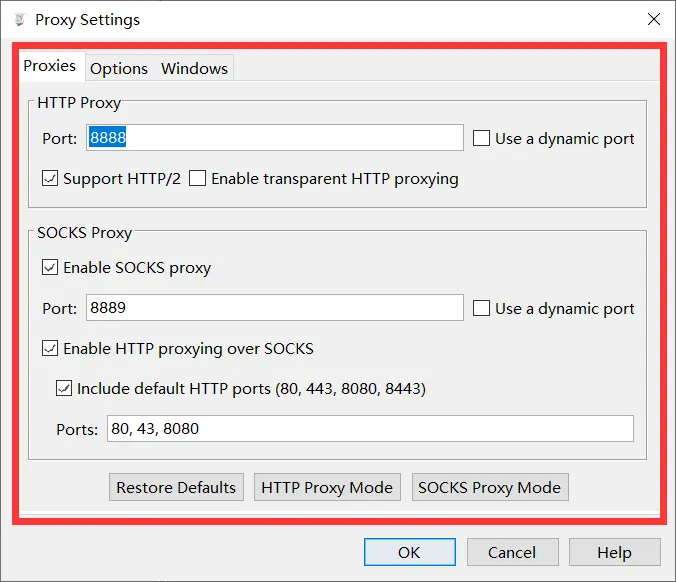 Proxy Settings
Proxies Options Windows
HTTP Proxy
Port: 8888 Use a dynamic port
Support HTTP/2 Enable transparent HTTP proxying
SOCKS Proxy
Enable SOCKS proxy
Port: 8889 Use a dynamic port
Enable HTTP proxying over SOCKS
Include default HTTP ports (80, 443, 8080, 8443)
Ports: 80, 43, 8080
Restore Defaults HTTP Proxy Mode SOCKS Proxy Mode
OK Cancel Help